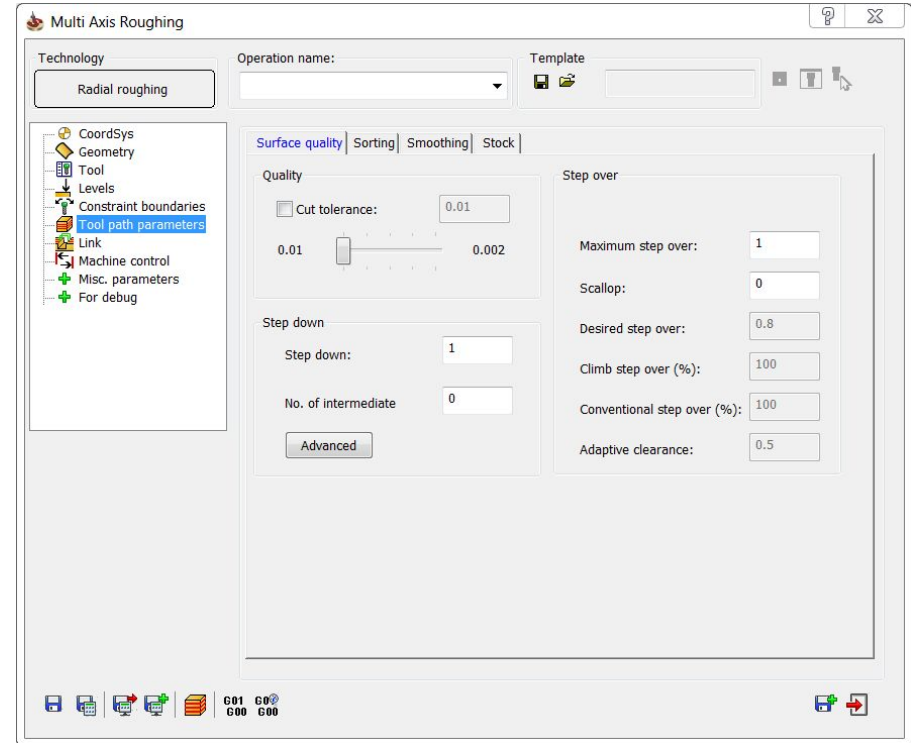 Multi Axis Roughing
Technology
Operation name:
Template
Radial roughing
CoordSys
Geometry
Tool
Levels
Constraint boundaries
Tool path parameters
Link
Machine control
Misc. parameters
For debug
Surface quality Sorting Smoothing Stock
Quality
Cut tolerance: 0.01
0.01 0.002
Step down
Step down: 1
No. of intermediate 0
Advanced
Step over
Maximum step over: 1
Scallop: 0
Desired step over: 0.8
Climb step over (%): 100
Conventional step over (%): 100
Adaptive clearance: 0.5
G01 G0
G00 G00